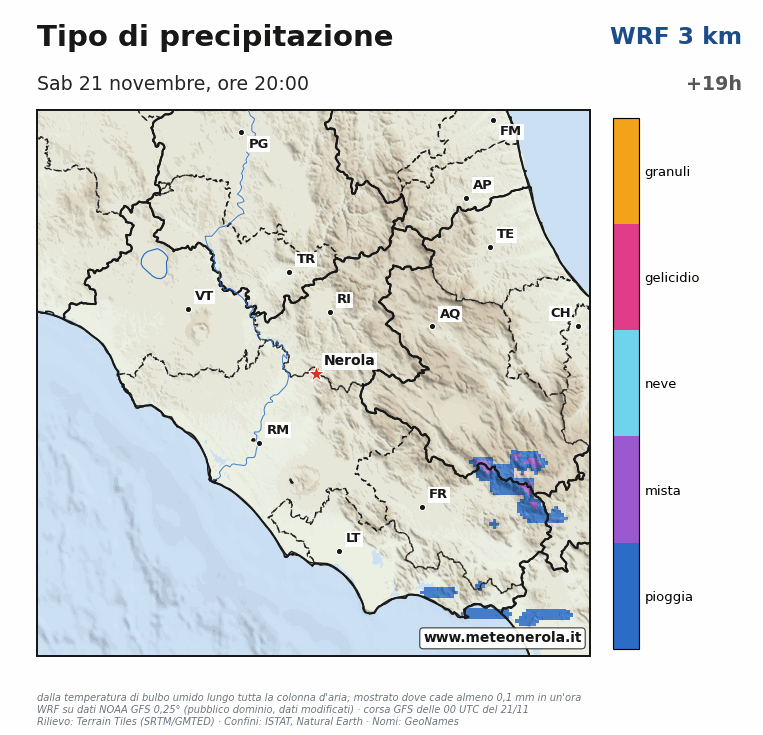 Tipo di precipitazione
WRF 3 km
Sab 21 novembre, ore 20:00
+19h
FM
PG
AP
TE
TR
VT
RI
AQ
CH
Nerola
RM
FR
LT
www.meteonerola.it
granuli
gelicidio
neve
mista
pioggia
dalla temperatura di bulbo umido lungo tutta la colonna d'aria; mostrato dove cade almeno 0,1 mm in un'ora
WRF su dati NOAA GFS 0,25° (pubblico dominio, dati modificati) · corsa GFS delle 00 UTC del 21/11
Rilievo: Terrain Tiles (SRTM/GMTED) · Confini: ISTAT, Natural Earth · Nomi: GeoNames